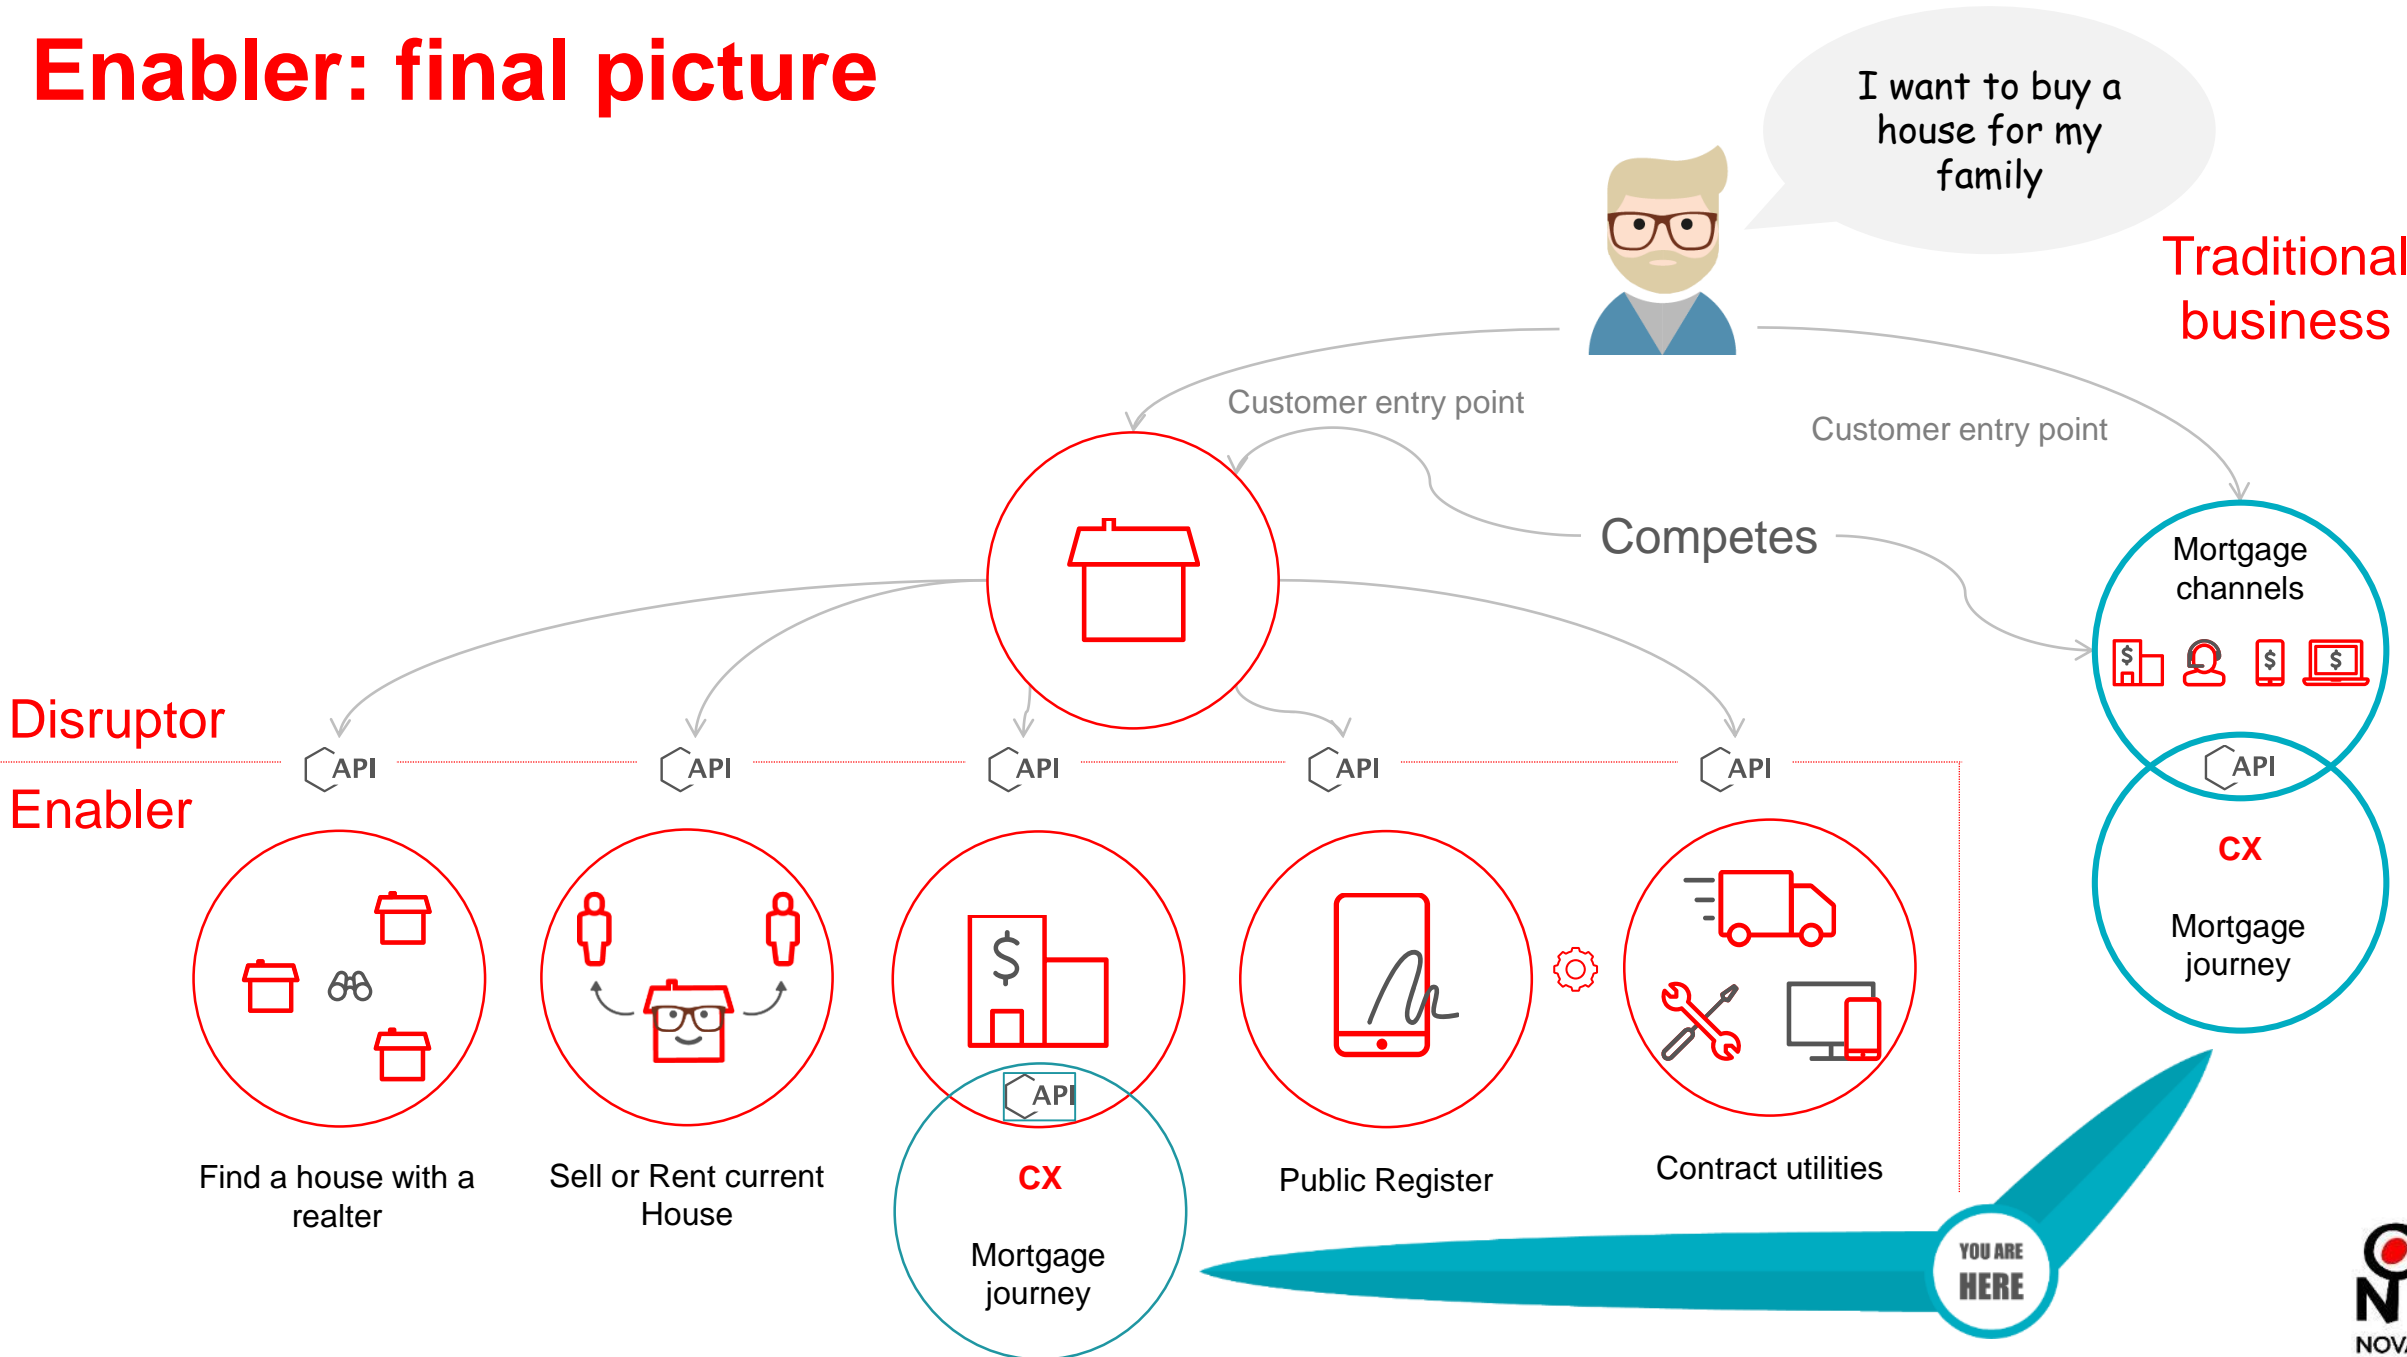 Enabler: final picture
I want to buy a
house for my
family
Traditional
business
Customer entry point
Customer entry point
Competes
Mortgage
channels
$
$
$
Disruptor
API
API
API
API
API
API
Enabler
CX
Mortgage
journey
$
API
Find a house with a
realter
Sell or Rent current
House
CX
Mortgage
journey
Public Register
Contract utilities
YOU ARE
HERE
N
NOV